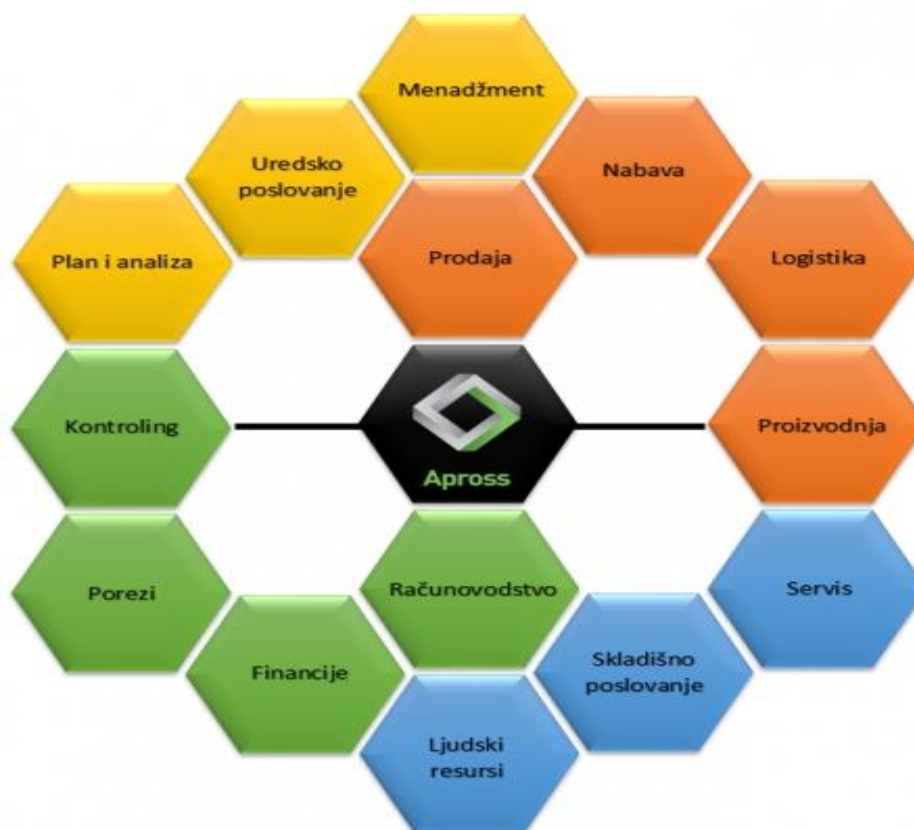 Menadžment
Uredsko
poslovanje
Nabava
Plan i analiza
Prodaja
Logistika
Kontroling
Apross
Proizvodnja
Porezi
Računovodstvo
Servis
Financije
Skladišno
poslovanje
Ljudski
resursi